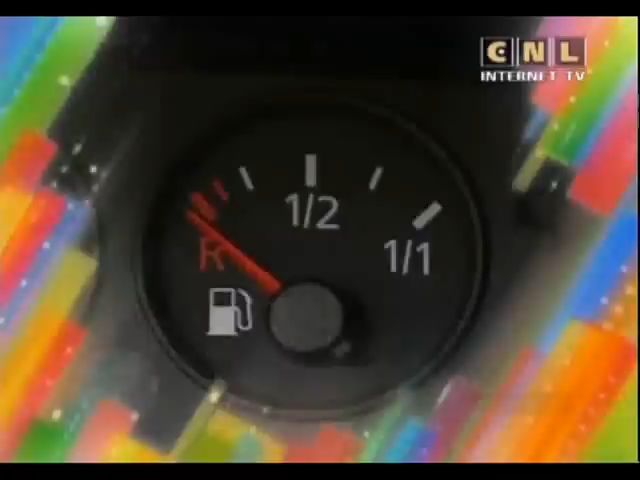 CNL
INTERNET TV
1/2
R
1/1